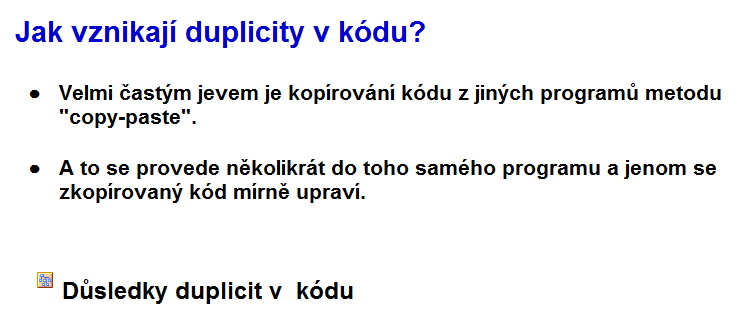 Jak vznikají duplicity v kódu?
● Velmi častým jevem je kopírování kódu z jiných programů metodu
"copy-paste".
● A to se provede několikrát do toho samého programu a jenom se
zkopírovaný kód mírně upraví.
Důsledky duplicit v  kódu